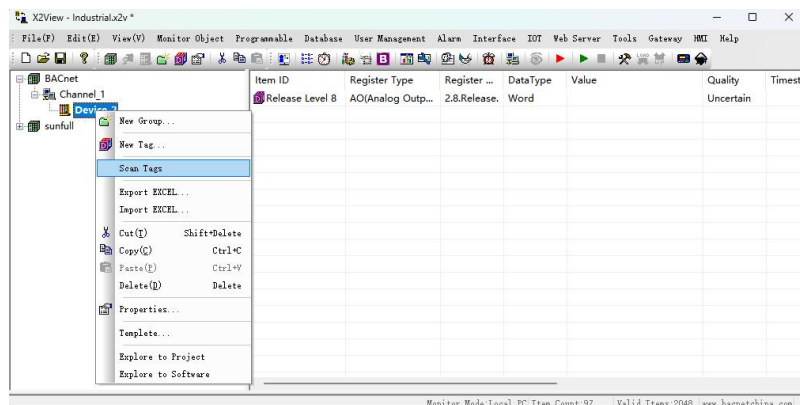 X2View - Industrial.x2v *
File(F) Edit(E) View(V) Monitor Object Programmable Database User Management Alarm Interface IOT Web Server Tools Gateway HMI Help
BACnet
Channel_1
Device_2
sunfull
Item ID Register Type Register ... DataType Value Quality Timest
Release Level 8 AO(Analog Outp... 2.8.Release. Word Uncertain
New Group...
New Tag...
Scan Tags
Export EXCEL...
Import EXCEL...
Cut(T) Shift+Delete
Copy(C) Ctrl+C
Paste(P) Ctrl+V
Delete(D) Delete
Properties...
Templete...
Explore to Project
Explore to Software
Monitor Mode:Local PC Item Count:97 Valid Items:2048 www.bacnetchina.com